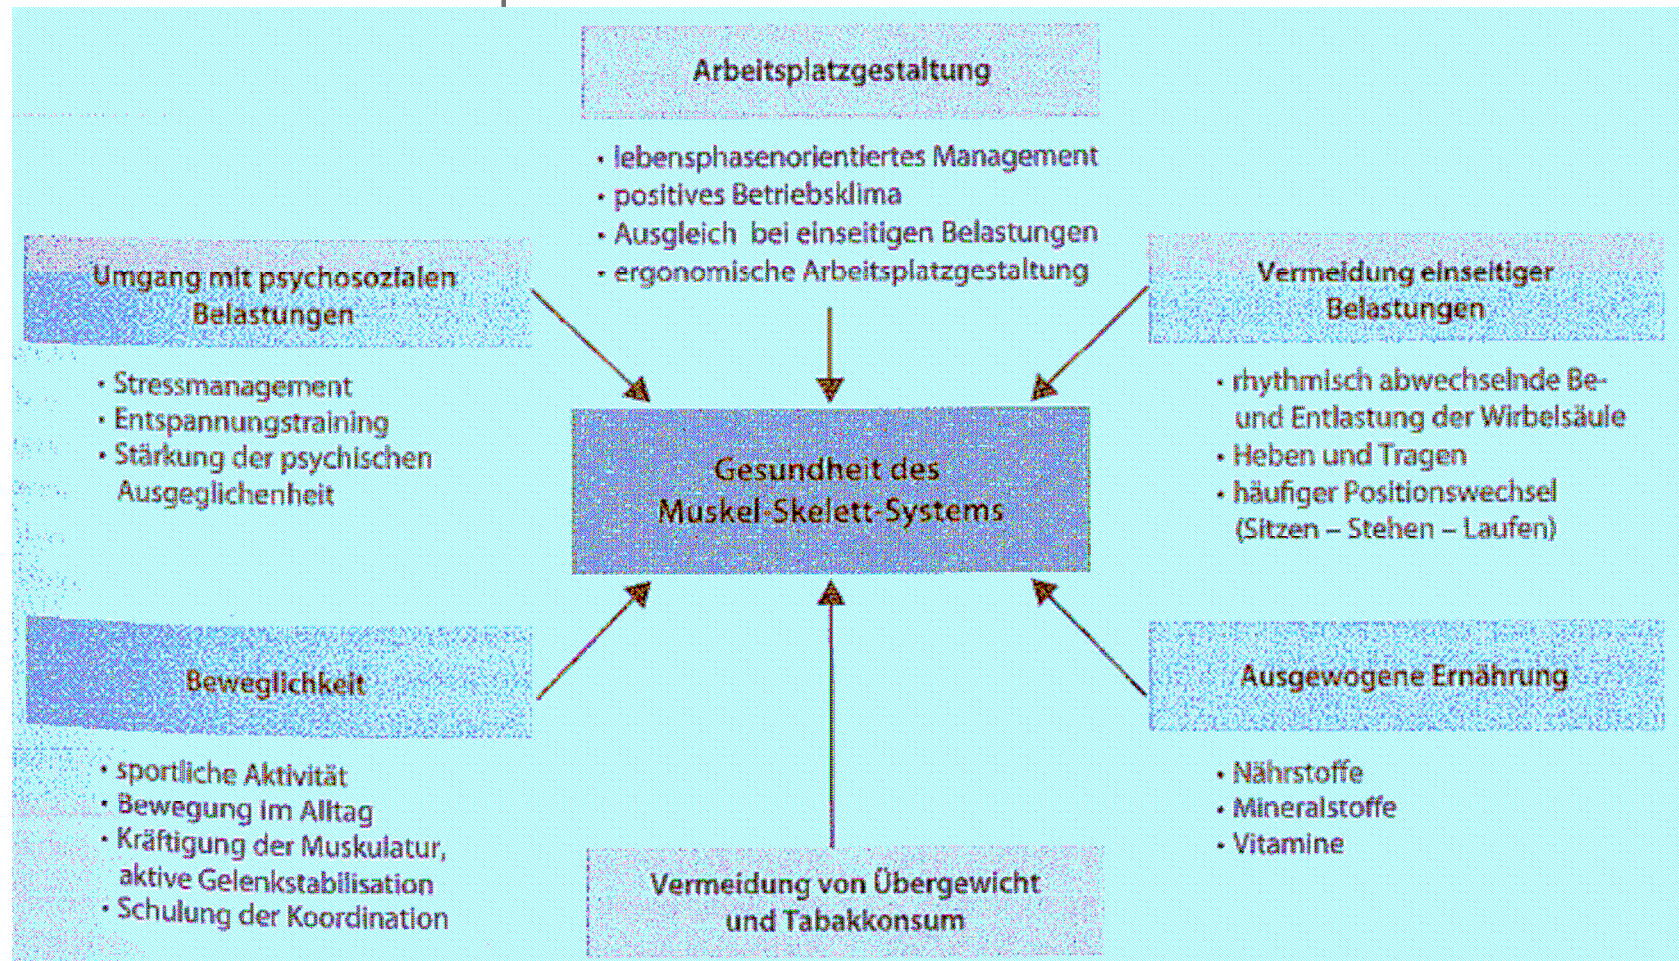 Arbeitsplatzgestaltung
• lebensphasenorientiertes Management
• positives Betriebsklima
• Ausgleich bei einseitigen Belastungen
• ergonomische Arbeitsplatzgestaltung
Umgang mit psychosozialen
Belastungen
• Stressmanagement
• Entspannungstraining
• Stärkung der psychischen
Ausgeglichenheit
Vermeidung einseitiger
Belastungen
• rhythmisch abwechselnde Be-
und Entlastung der Wirbelsäule
• Heben und Tragen
• häufiger Positionswechsel
(Sitzen – Stehen – Laufen)
Gesundheit des
Muskel-Skelett-Systems
Beweglichkeit
• sportliche Aktivität
• Bewegung im Alltag
• Kräftigung der Muskulatur,
aktive Gelenkstabilisation
• Schulung der Koordination
Vermeidung von Übergewicht
und Tabakkonsum
Ausgewogene Ernährung
• Nährstoffe
• Mineralstoffe
• Vitamine